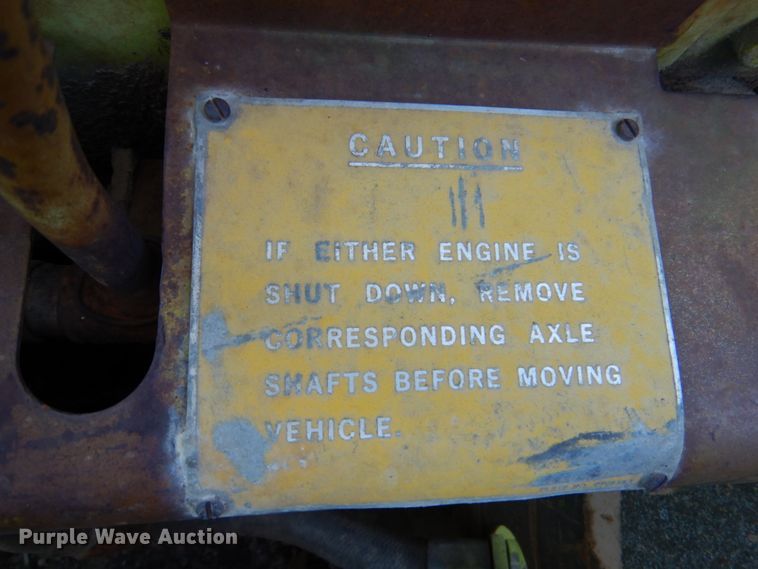 CAUTION
IF EITHER ENGINE IS
SHUT DOWN, REMOVE
CORRESPONDING AXLE
SHAFTS BEFORE MOVING
VEHICLE.
Purple Wave Auction